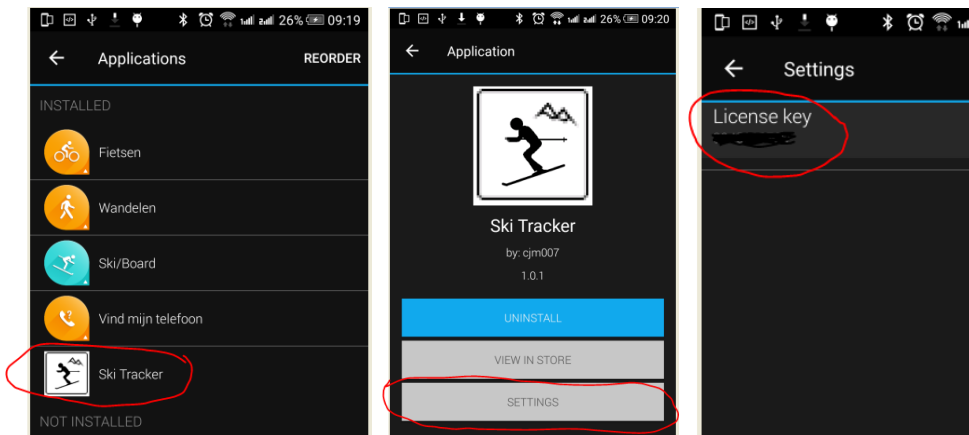 26% 09:19
Applications REORDER
INSTALLED
Fietsen
Wandelen
Ski/Board
Vind mijn telefoon
Ski Tracker
NOT INSTALLED
26% 09:20
Application
Ski Tracker
by: cjm007
1.0.1
UNINSTALL
VIEW IN STORE
SETTINGS
Settings
License key